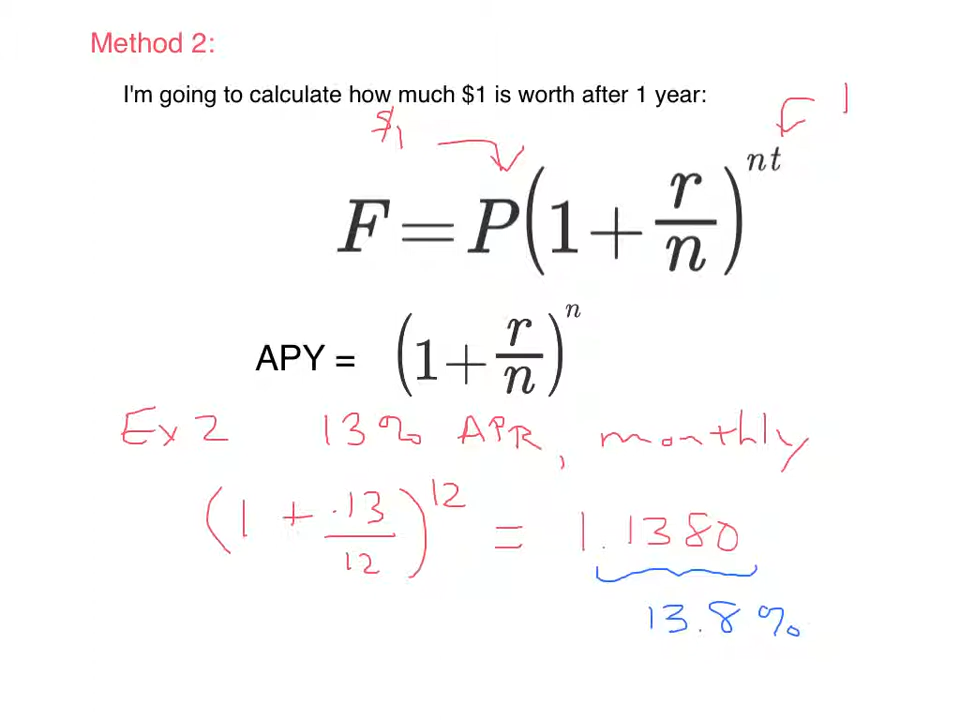 Method 2:
I'm going to calculate how much $1 is worth after 1 year:
$1 1
F = P(1 + r/n)^nt
APY = (1 + r/n)^n
Ex 2 13% APR, monthly
(1 + .13/12)^12 = 1.1380
13.8%